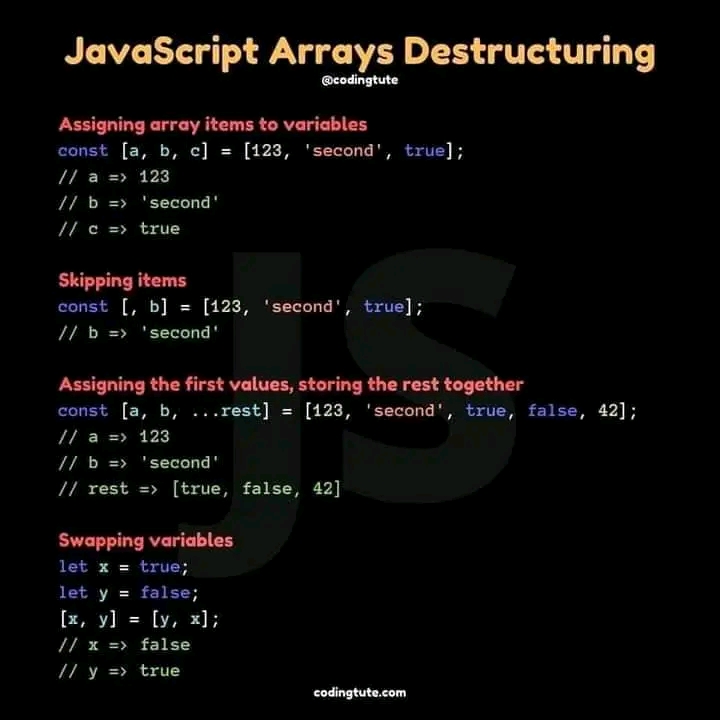 JavaScript Arrays Destructuring
@codingtute
Assigning array items to variables
const [a, b, c] = [123, 'second', true];
// a => 123
// b => 'second'
// c => true
Skipping items
const [, b] = [123, 'second', true];
// b => 'second'
Assigning the first values, storing the rest together
const [a, b, ...rest] = [123, 'second', true, false, 42];
// a => 123
// b => 'second'
// rest => [true, false, 42]
Swapping variables
let x = true;
let y = false;
[x, y] = [y, x];
// x => false
// y => true
JS
codingtute.com